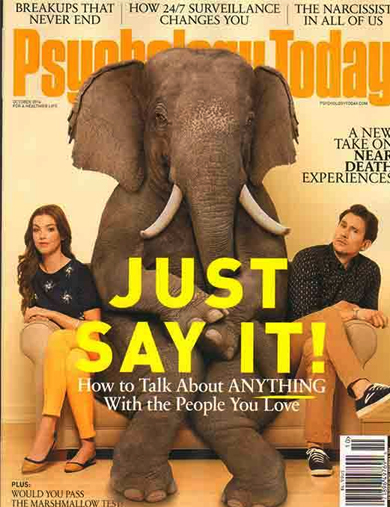 BREAKUPS THAT
NEVER END
HOW 24/7 SURVEILLANCE
CHANGES YOU
THE NARCISSIST
IN ALL OF US
Psychology Today
OCTOBER 2014
FOR A HEALTHIER LIFE
PSYCHOLOGYTODAY.COM
A NEW
TAKE ON
NEAR
DEATH
EXPERIENCES
JUST
SAY IT!
How to Talk About ANYTHING
With the People You Love
PLUS:
WOULD YOU PASS
THE MARSHMALLOW TEST?